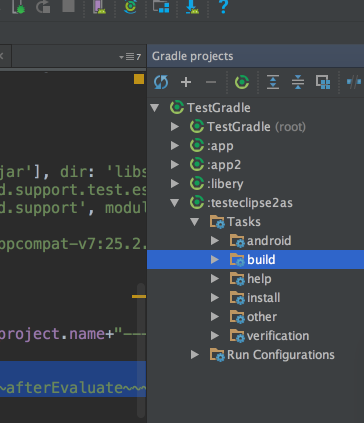 7
Gradle projects
TestGradle
TestGradle (root)
:app
:app2
:libery
:testeclipse2as
Tasks
android
build
help
install
other
verification
Run Configurations
jar'], dir: 'libs
d.support.test.es
d.support', modul
ppcompat-v7:25.2.
project.name+"---
~afterEvaluate~~~